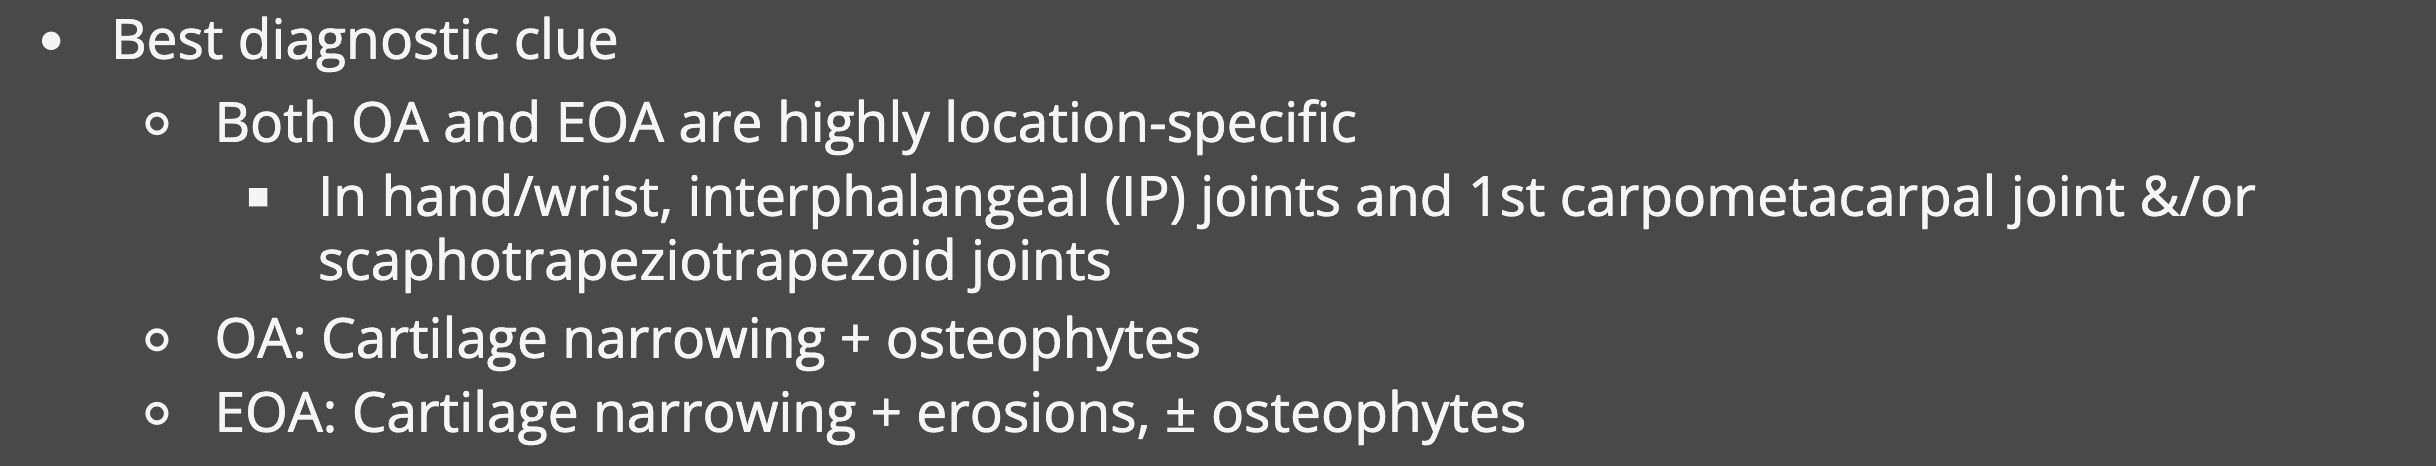 • Best diagnostic clue
○ Both OA and EOA are highly location-specific
▪ In hand/wrist, interphalangeal (IP) joints and 1st carpometacarpal joint &/or
scaphotrapeziotrapezoid joints
○ OA: Cartilage narrowing + osteophytes
○ EOA: Cartilage narrowing + erosions, ± osteophytes